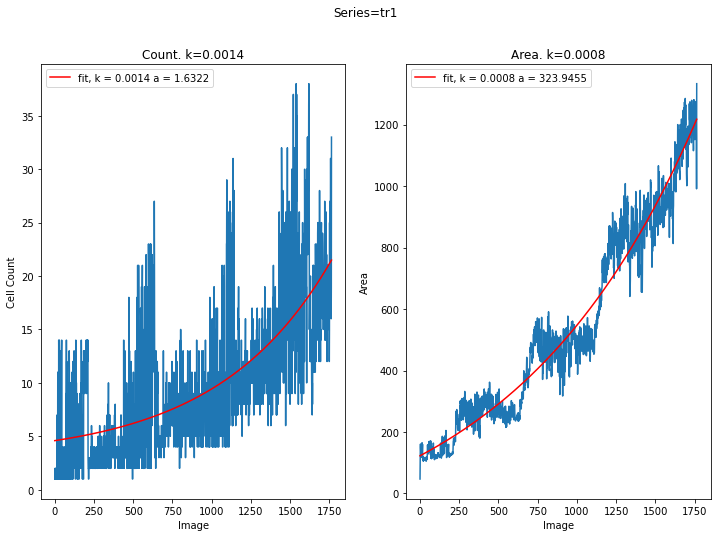 Series=tr1
Count. k=0.0014
fit, k = 0.0014 a = 1.6322
35
30
25
20
15
10
5
0
Cell Count
0 250 500 750 1000 1250 1500 1750
Image
Area. k=0.0008
fit, k = 0.0008 a = 323.9455
1200
1000
800
600
400
200
0
Area
0 250 500 750 1000 1250 1500 1750
Image